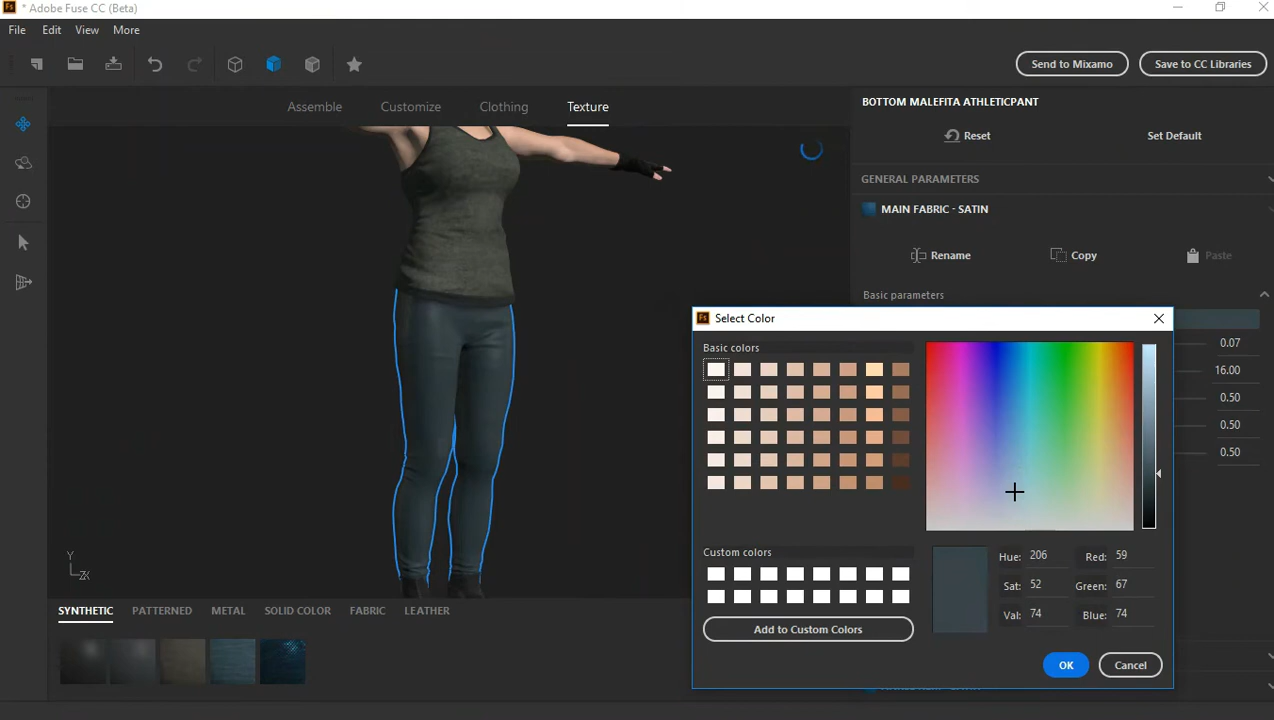 * Adobe Fuse CC (Beta)
File Edit View More
Send to Mixamo Save to CC Libraries
Assemble Customize Clothing Texture
BOTTOM MALEFITA ATHLETICPANT
Reset Set Default
GENERAL PARAMETERS
MAIN FABRIC - SATIN
Rename Copy Paste
Basic parameters
0.07
16.00
0.50
0.50
0.50
Fs Select Color
Basic colors
Custom colors
Add to Custom Colors
Hue: 206 Red: 59
Sat: 52 Green: 67
Val: 74 Blue: 74
OK Cancel
Y
ZX
SYNTHETIC PATTERNED METAL SOLID COLOR FABRIC LEATHER